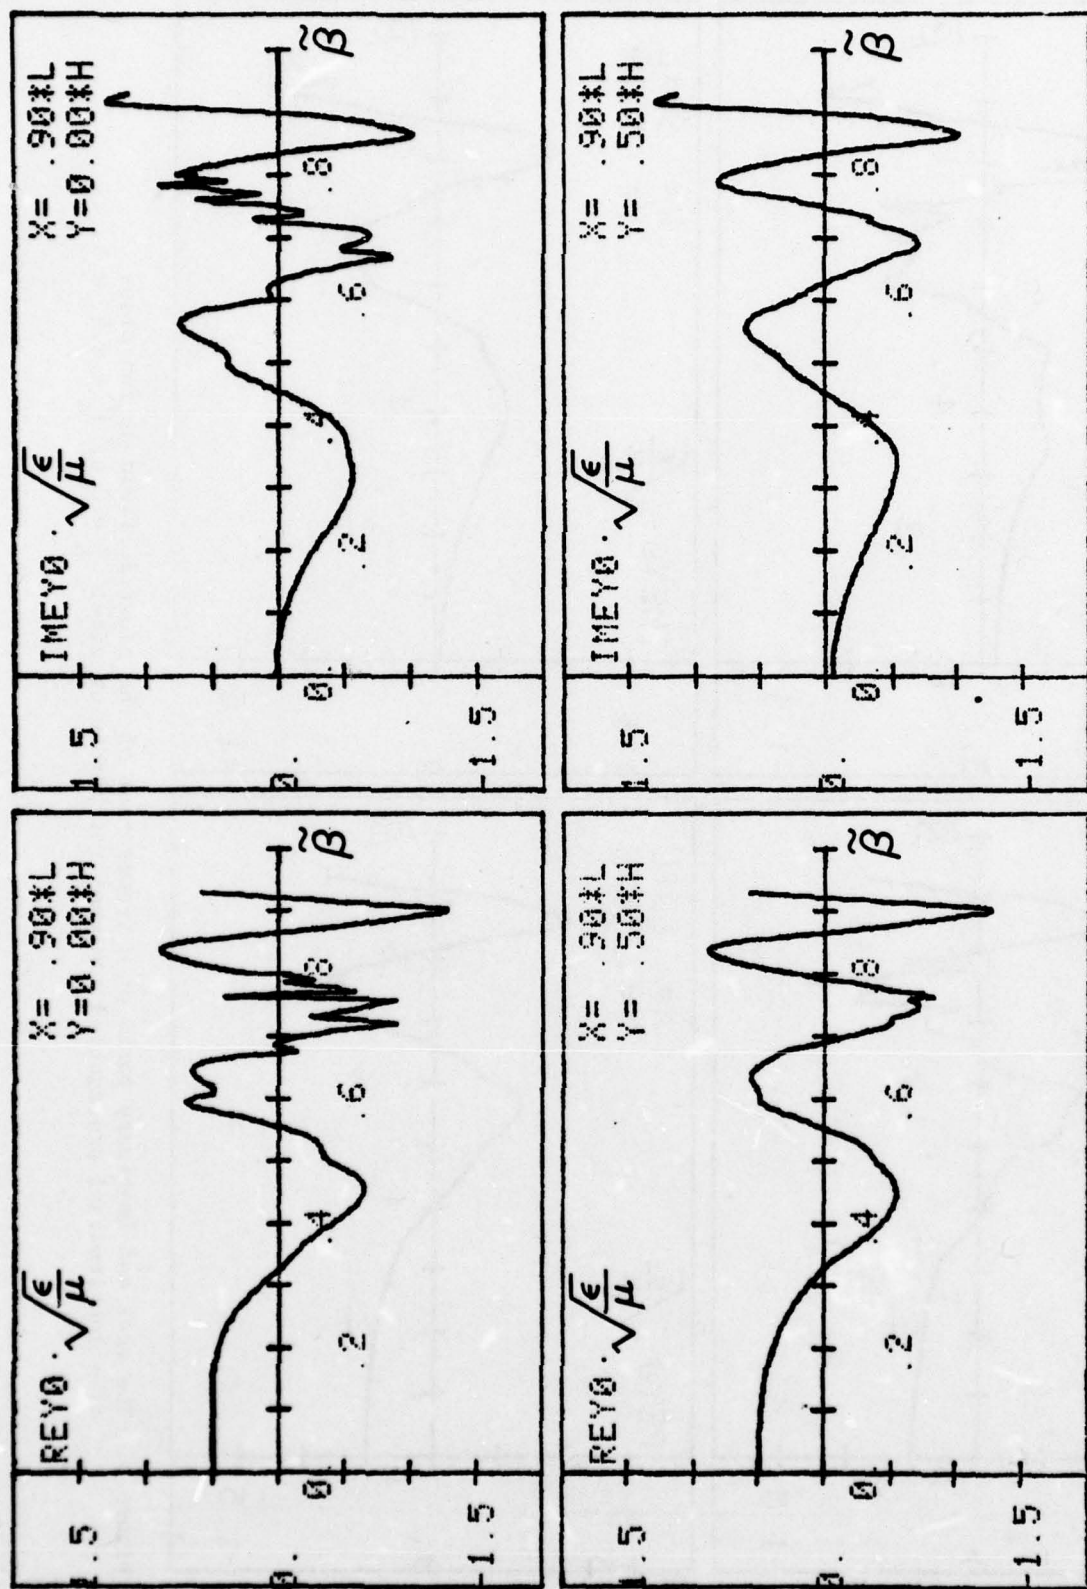 REY0 · √ε/μ
X= .90*L
Y=0.00*H
1.5
0.
-1.5
0 .2 .4 .6 .8
β̃
IMEY0 · √ε/μ
X= .90*L
Y=0.00*H
1.5
0.
-1.5
0. .2 .4 .6 .8
β̃
REY0 · √ε/μ
X= .90*L
Y= .50*H
1.5
0.
-1.5
0 .2 .4 .6 .8
β̃
IMEY0 · √ε/μ
X= .90*L
Y= .50*H
1.5
0.
-1.5
0. .2 .4 .6 .8
β̃